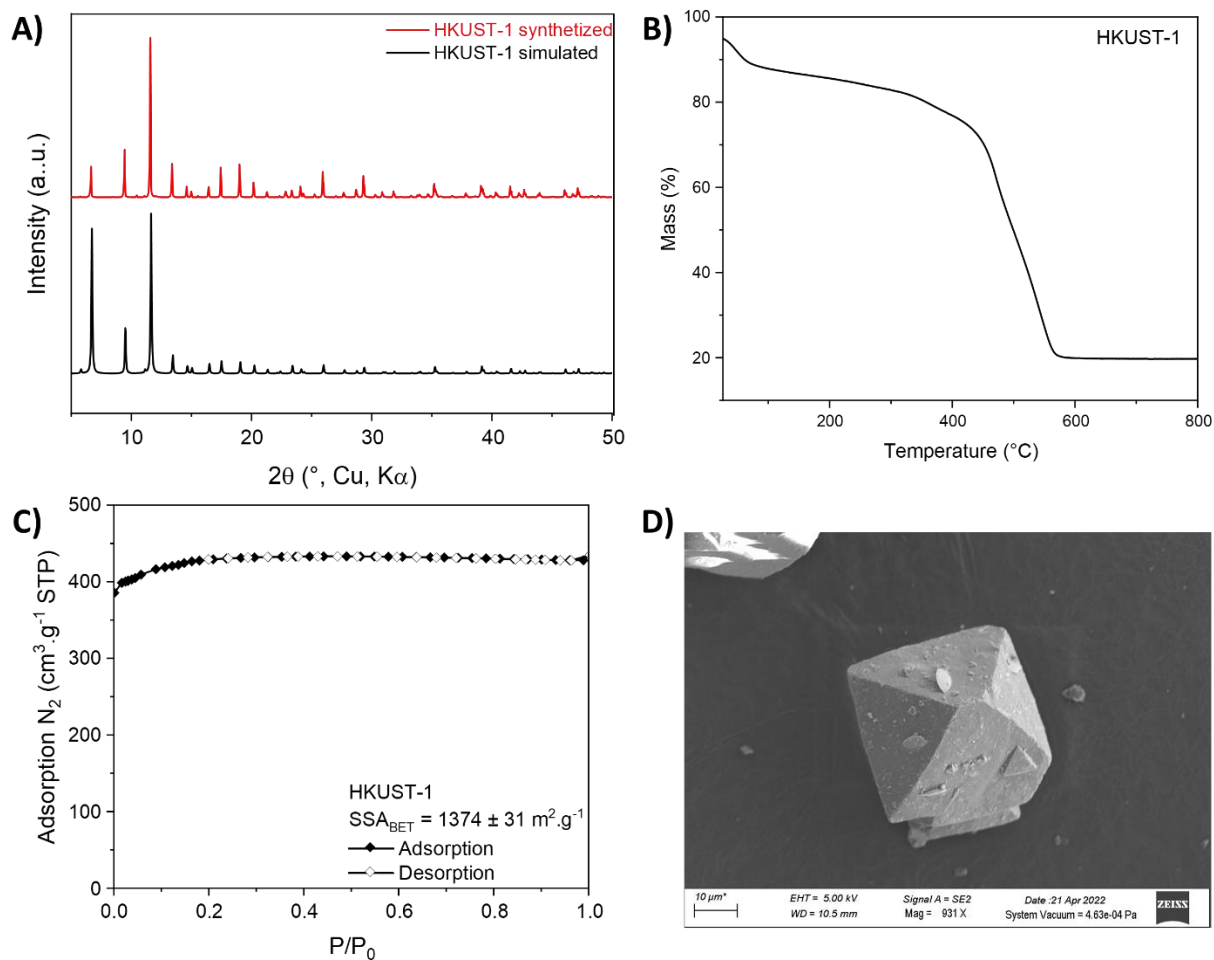 A)
HKUST-1 synthetized
HKUST-1 simulated
Intensity (a..u.)
10 20 30 40 50
2θ (°, Cu, Kα)
B)
HKUST-1
100
80
60
40
20
Mass (%)
200 400 600 800
Temperature (°C)
C)
500
400
300
200
100
0
Adsorption N₂ (cm³.g⁻¹ STP)
HKUST-1
SSA_BET = 1374 ± 31 m².g⁻¹
Adsorption
Desorption
0.0 0.2 0.4 0.6 0.8 1.0
P/P₀
D)
10 µm*
EHT = 5.00 kV Signal A = SE2 Date :21 Apr 2022
WD = 10.5 mm Mag = 931 X System Vacuum = 4.63e-04 Pa
ZEISS